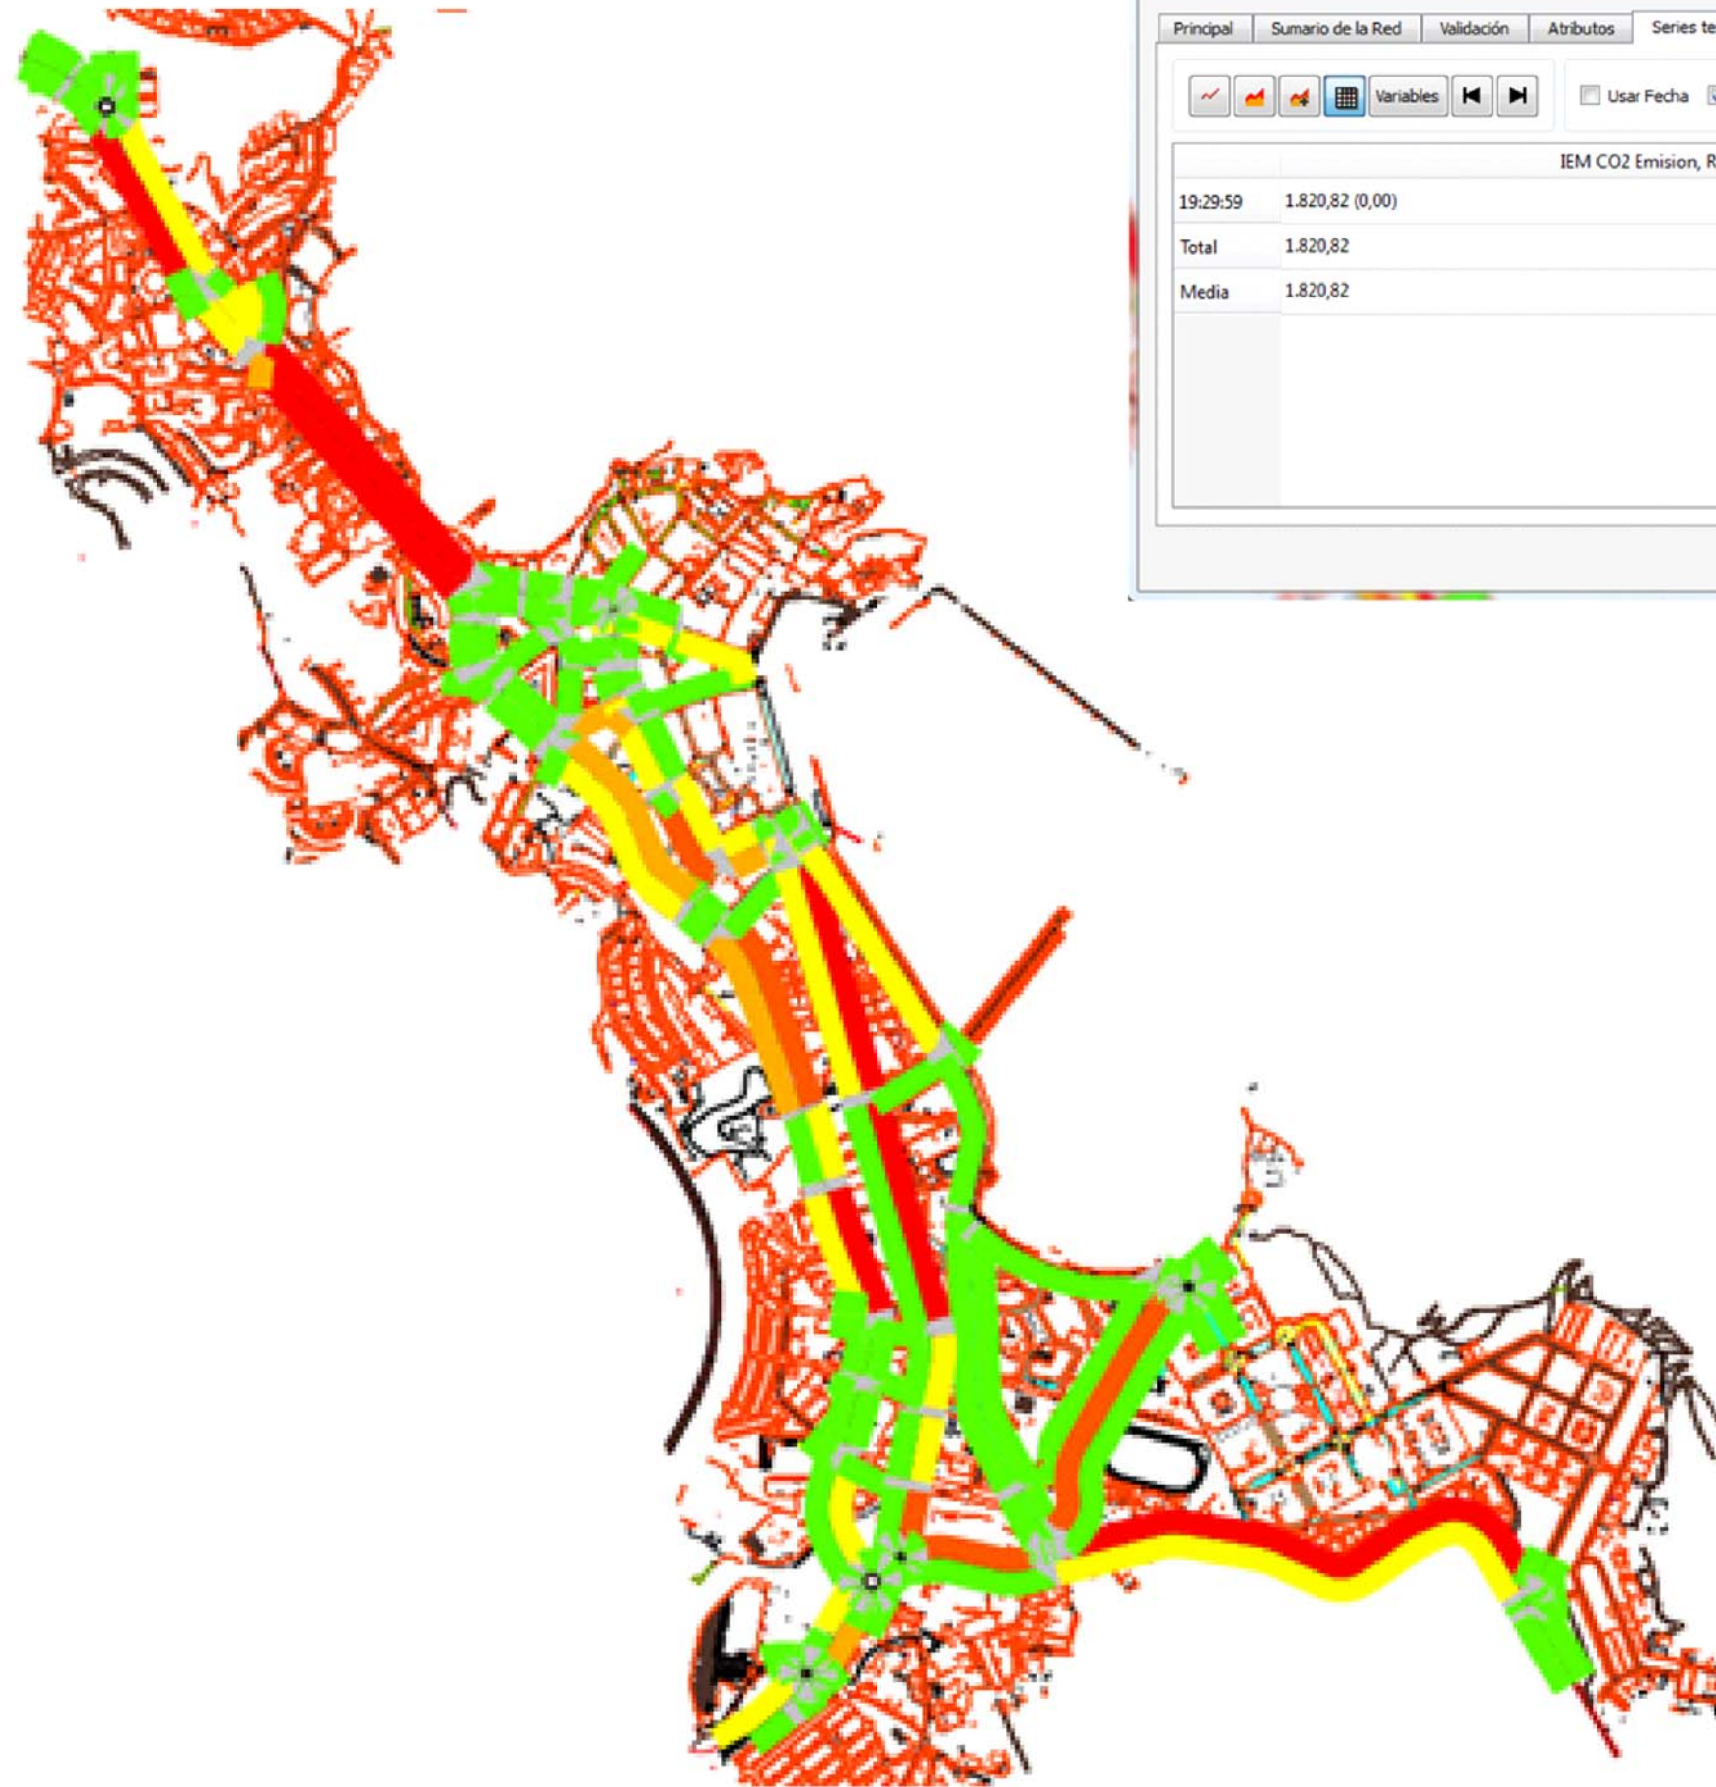 Principal Sumario de la Red Validación Atributos Series te
Variables Usar Fecha
IEM CO2 Emision, R
19:29:59 1.820,82 (0,00)
Total 1.820,82
Media 1.820,82